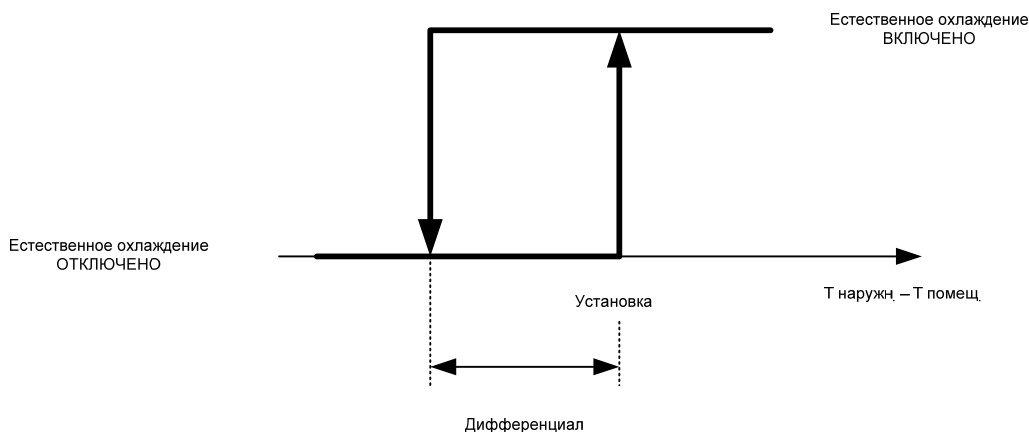 Естественное охлаждение
ВКЛЮЧЕНО
Естественное охлаждение
ОТКЛЮЧЕНО
Т наружн. – Т помещ.
Установка
Дифференциал